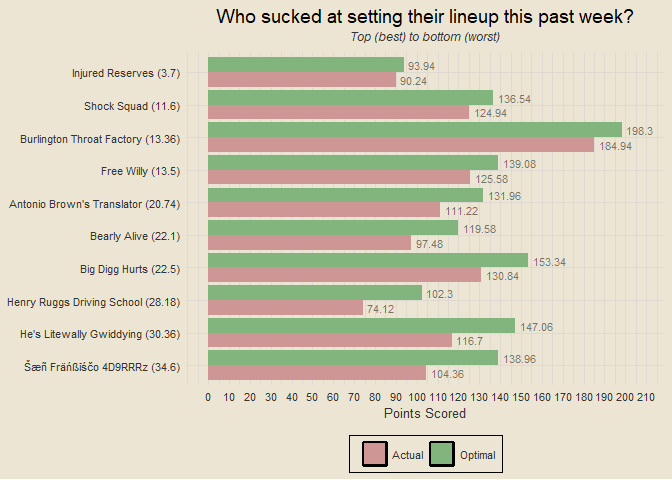 Who sucked at setting their lineup this past week?
Top (best) to bottom (worst)
Injured Reserves (3.7)
93.94
90.24
Shock Squad (11.6)
136.54
124.94
Burlington Throat Factory (13.36)
198.3
184.94
Free Willy (13.5)
139.08
125.58
Antonio Brown's Translator (20.74)
131.96
111.22
Bearly Alive (22.1)
119.58
97.48
Big Digg Hurts (22.5)
153.34
130.84
Henry Ruggs Driving School (28.18)
102.3
74.12
He's Litewally Gwiddying (30.36)
147.06
116.7
Šæñ Fräńßiščo 4D9RRRz (34.6)
138.96
104.36
0 10 20 30 40 50 60 70 80 90 100 110 120 130 140 150 160 170 180 190 200 210
Points Scored
Actual Optimal